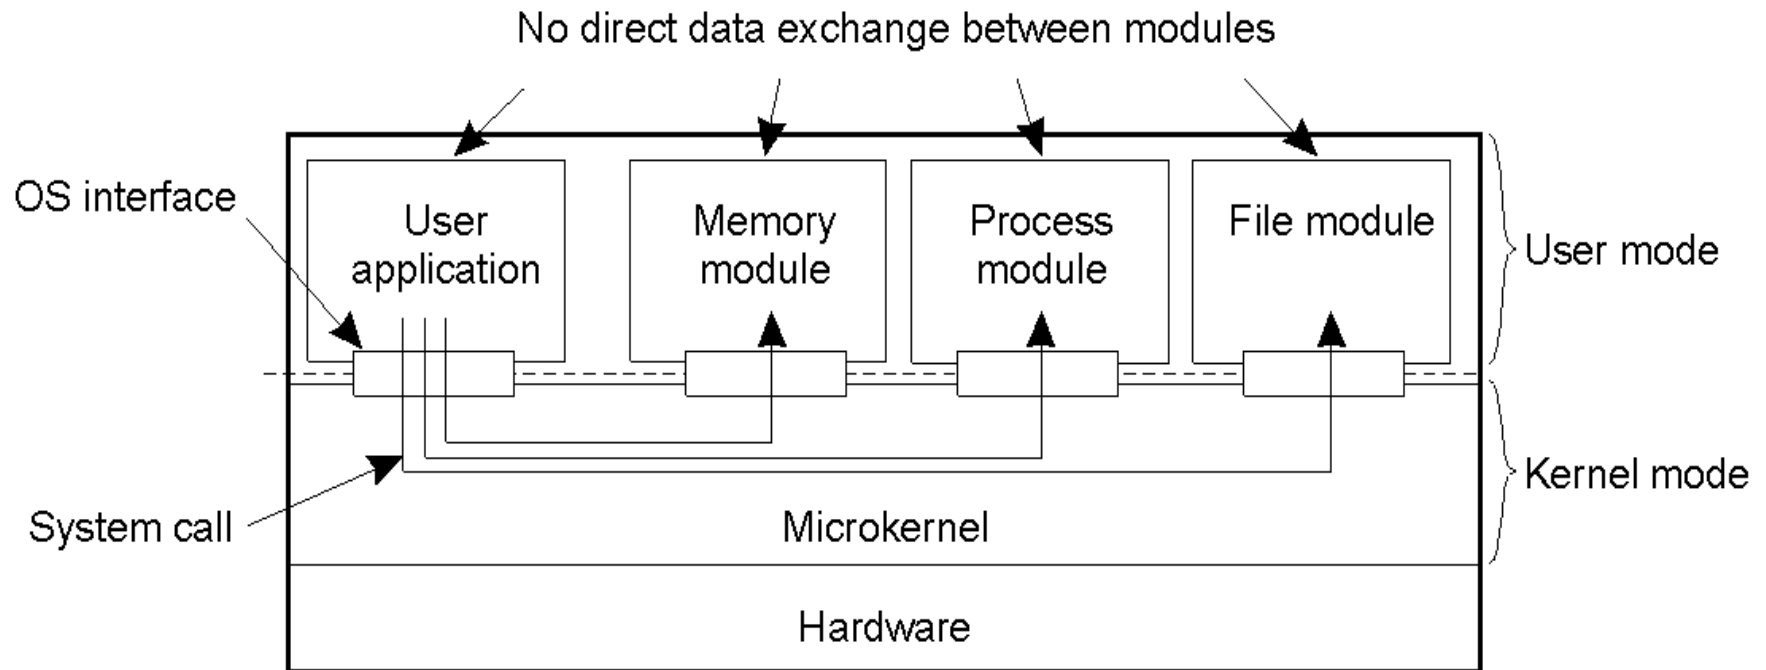 No direct data exchange between modules
OS interface
User
application
Memory
module
Process
module
File module
User mode
System call
Microkernel
Kernel mode
Hardware